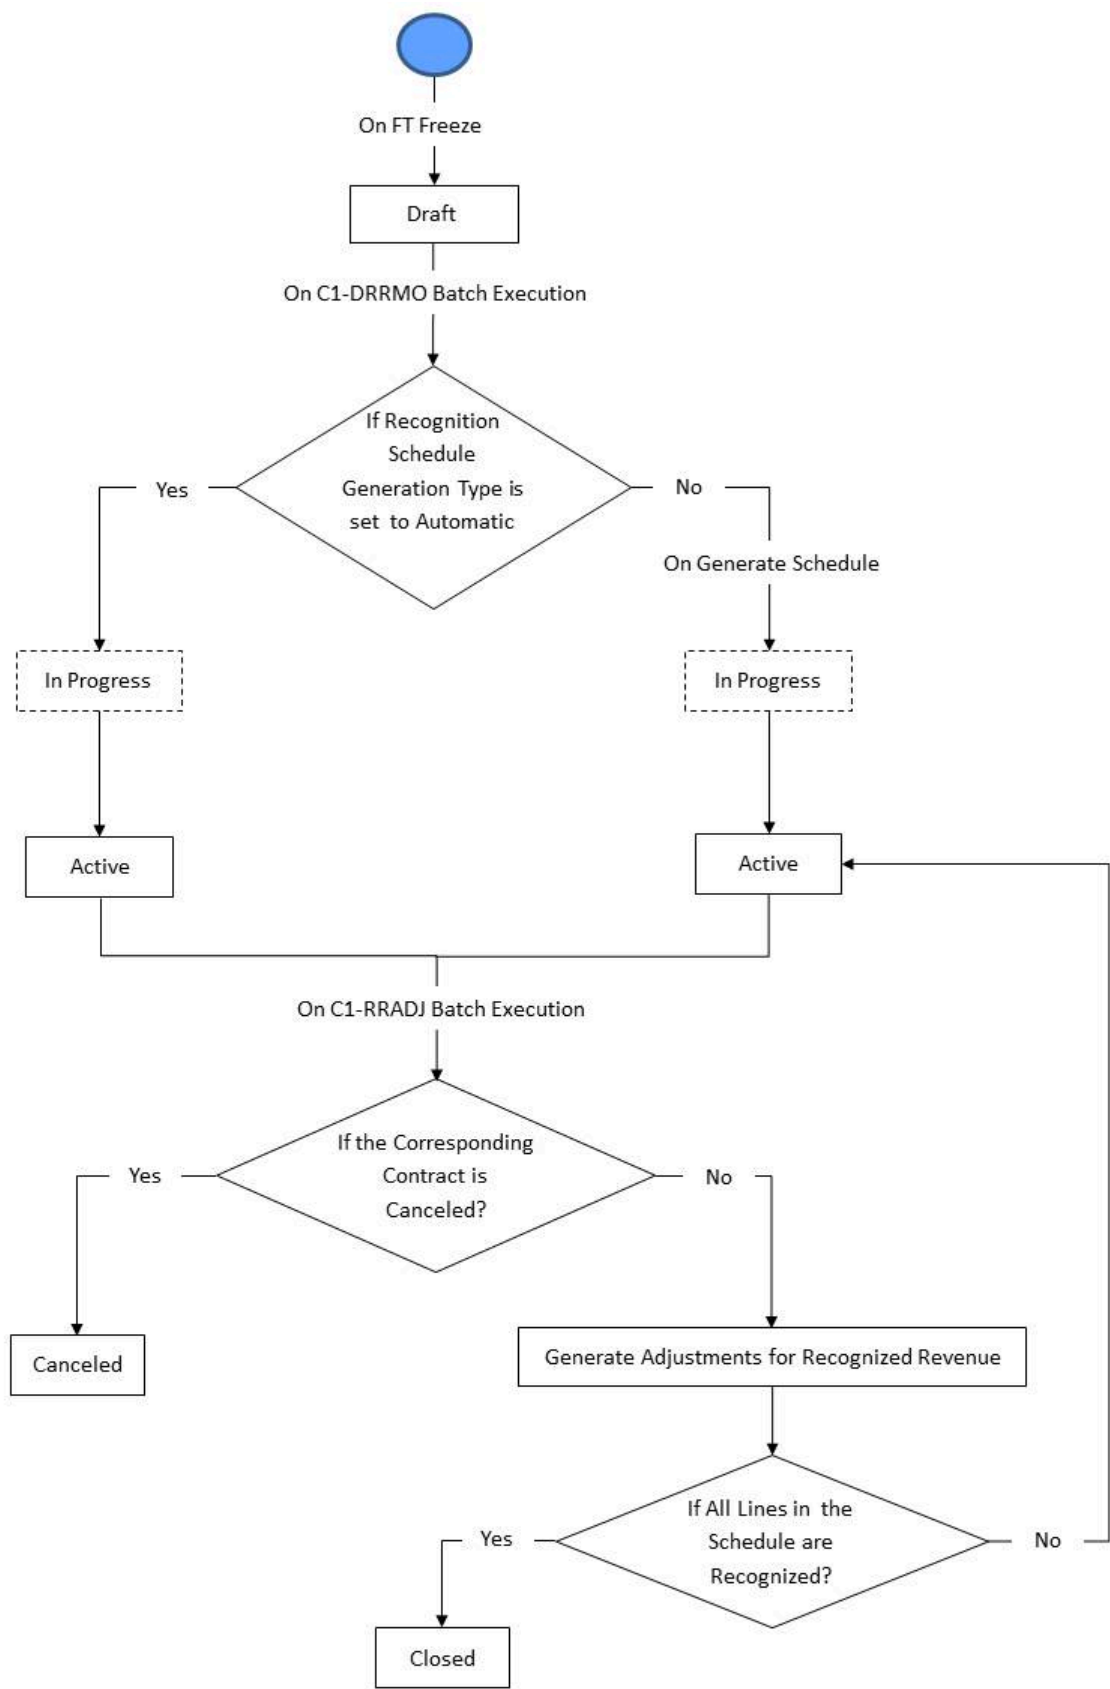 On FT Freeze
Draft
On C1-DRRMO Batch Execution
If Recognition
Schedule
Generation Type is
set to Automatic
Yes
No
On Generate Schedule
In Progress
In Progress
Active
Active
On C1-RRADJ Batch Execution
If the Corresponding
Contract is
Canceled?
Yes
No
Canceled
Generate Adjustments for Recognized Revenue
If All Lines in the
Schedule are
Recognized?
Yes
No
Closed